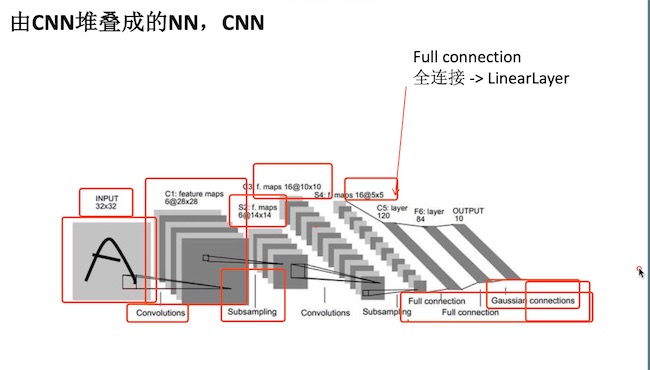 由CNN堆叠成的NN，CNN
Full connection
全连接 -> LinearLayer
INPUT
32x32
C1: feature maps
6@28x28
S2: f. maps
6@14x14
C3: f. maps 16@10x10
S4: f. maps 16@5x5
C5: layer
120
F6: layer
84
OUTPUT
10
Convolutions
Subsampling
Convolutions
Subsampling
Full connection
Full connection
Gaussian connections